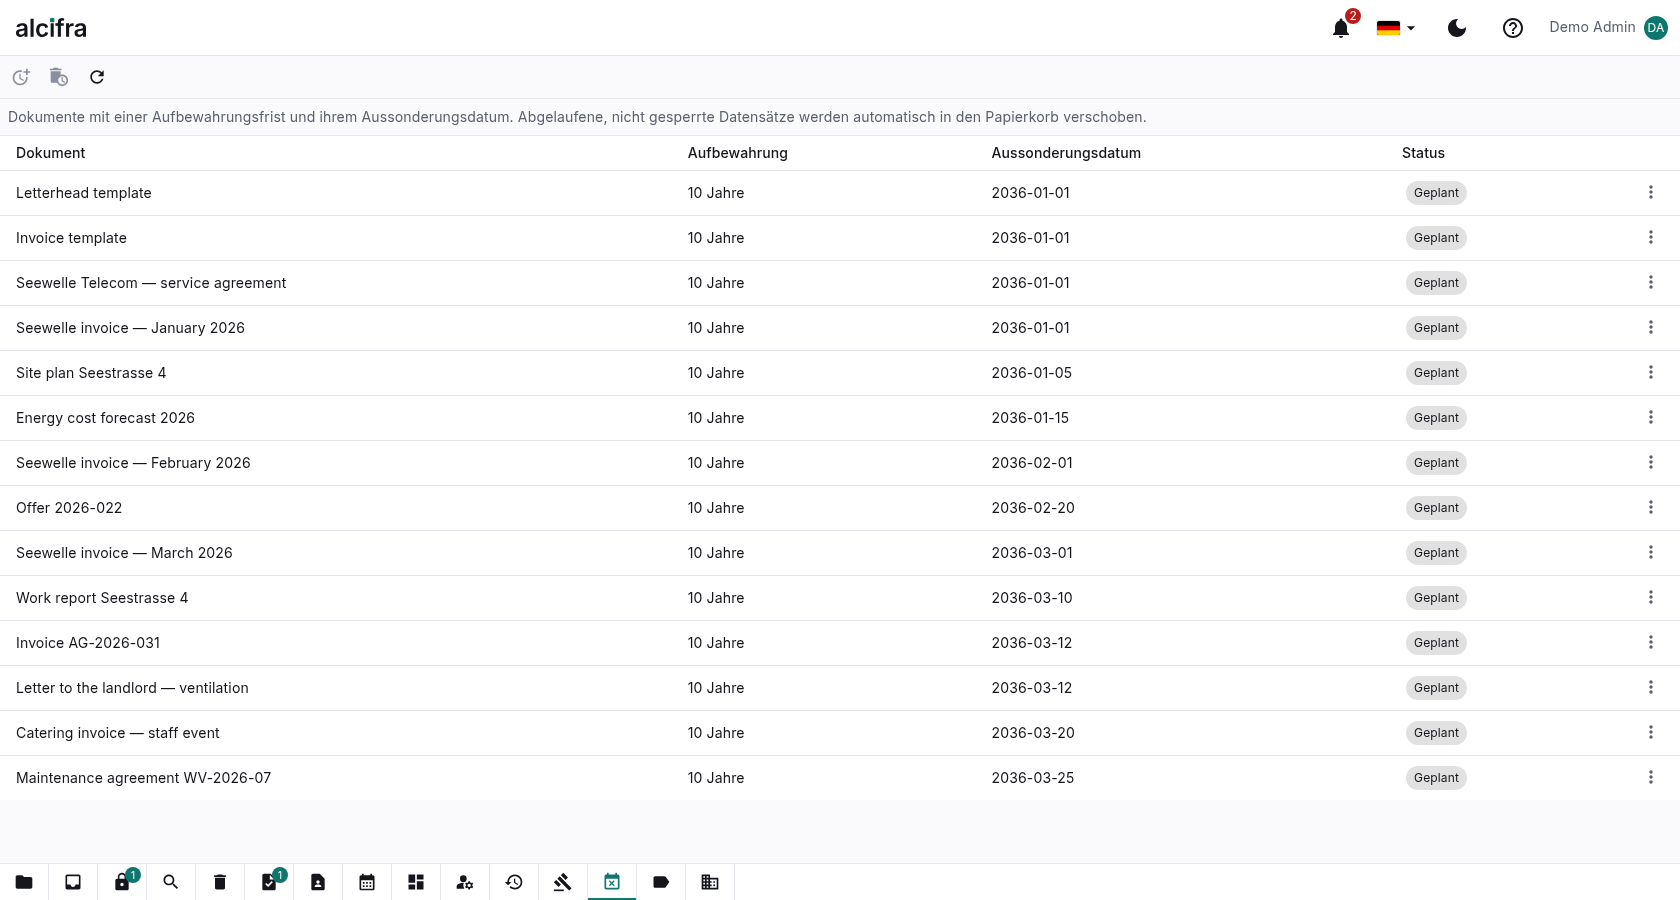 alcifra
2
Demo Admin DA
Dokumente mit einer Aufbewahrungsfrist und ihrem Aussonderungsdatum. Abgelaufene, nicht gesperrte Datensätze werden automatisch in den Papierkorb verschoben.
Dokument Aufbewahrung Aussonderungsdatum Status
Letterhead template 10 Jahre 2036-01-01 Geplant
Invoice template 10 Jahre 2036-01-01 Geplant
Seewelle Telecom — service agreement 10 Jahre 2036-01-01 Geplant
Seewelle invoice — January 2026 10 Jahre 2036-01-01 Geplant
Site plan Seestrasse 4 10 Jahre 2036-01-05 Geplant
Energy cost forecast 2026 10 Jahre 2036-01-15 Geplant
Seewelle invoice — February 2026 10 Jahre 2036-02-01 Geplant
Offer 2026-022 10 Jahre 2036-02-20 Geplant
Seewelle invoice — March 2026 10 Jahre 2036-03-01 Geplant
Work report Seestrasse 4 10 Jahre 2036-03-10 Geplant
Invoice AG-2026-031 10 Jahre 2036-03-12 Geplant
Letter to the landlord — ventilation 10 Jahre 2036-03-12 Geplant
Catering invoice — staff event 10 Jahre 2036-03-20 Geplant
Maintenance agreement WV-2026-07 10 Jahre 2036-03-25 Geplant
1 1